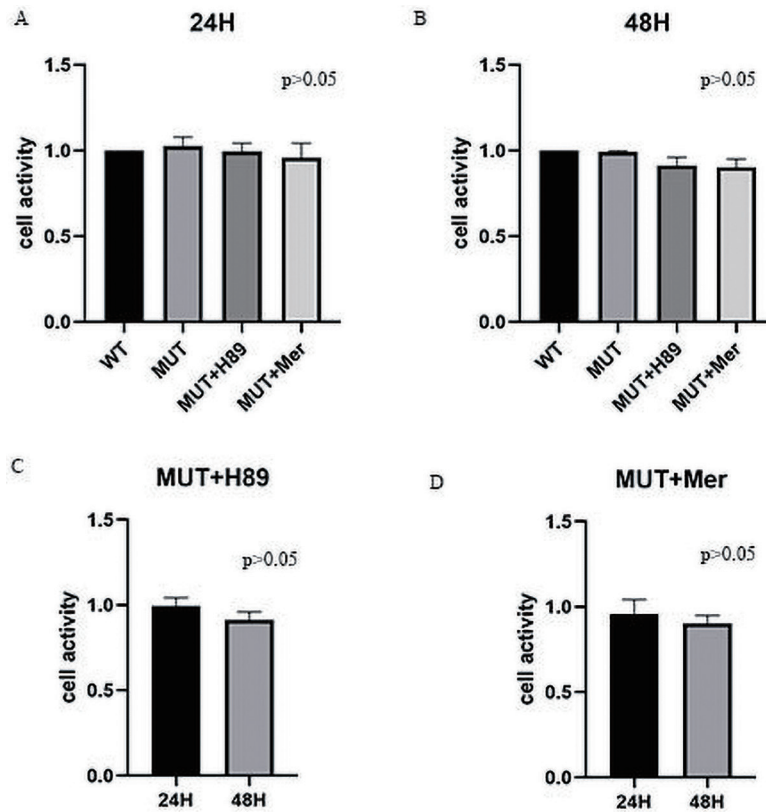 A
24H
p>0.05
cell activity
1.5
1.0
0.5
0.0
WT
MUT
MUT+H89
MUT+Mer
B
48H
p>0.05
cell activity
1.5
1.0
0.5
0.0
WT
MUT
MUT+H89
MUT+Mer
C
MUT+H89
p>0.05
cell activity
1.5
1.0
0.5
0.0
24H
48H
D
MUT+Mer
p>0.05
cell activity
1.5
1.0
0.5
0.0
24H
48H